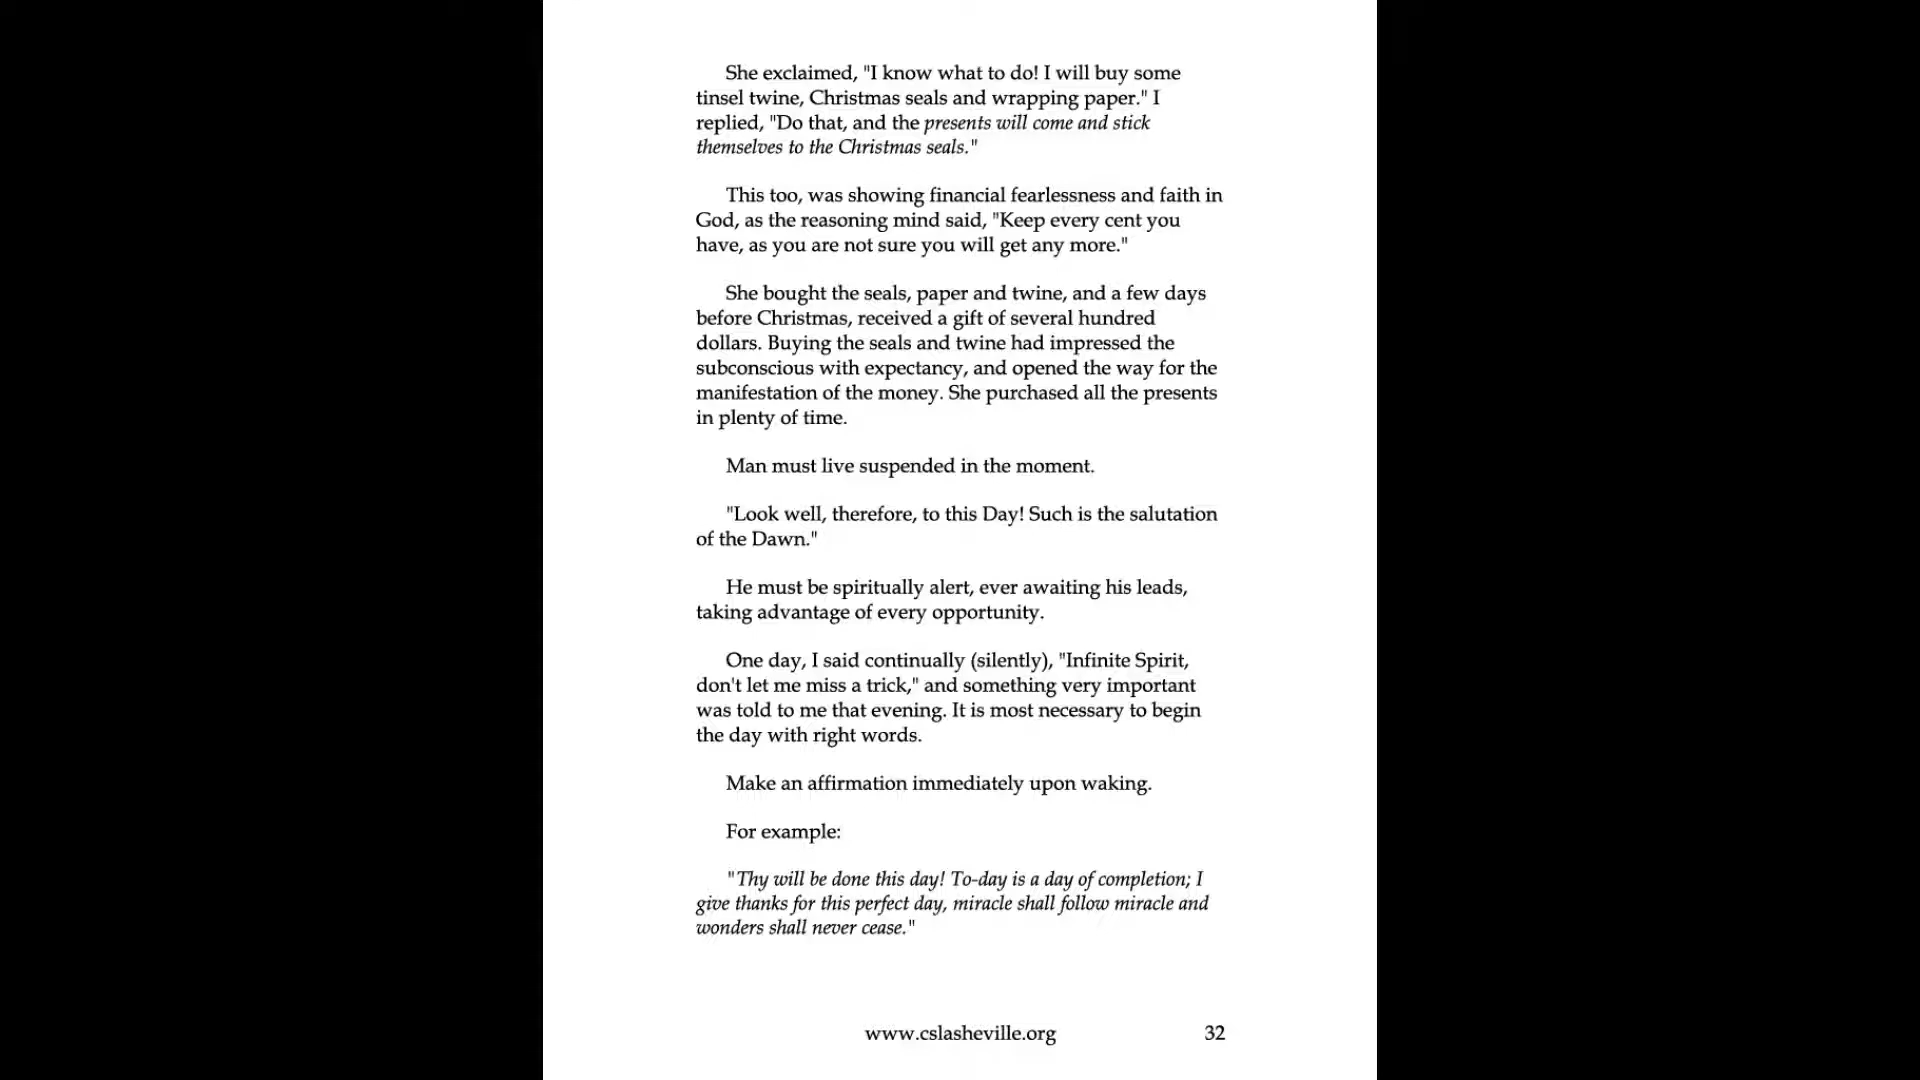 She exclaimed, "I know what to do! I will buy some
tinsel twine, Christmas seals and wrapping paper." I
replied, "Do that, and the presents will come and stick
themselves to the Christmas seals."
This too, was showing financial fearlessness and faith in
God, as the reasoning mind said, "Keep every cent you
have, as you are not sure you will get any more."
She bought the seals, paper and twine, and a few days
before Christmas, received a gift of several hundred
dollars. Buying the seals and twine had impressed the
subconscious with expectancy, and opened the way for the
manifestation of the money. She purchased all the presents
in plenty of time.
Man must live suspended in the moment.
"Look well, therefore, to this Day! Such is the salutation
of the Dawn."
He must be spiritually alert, ever awaiting his leads,
taking advantage of every opportunity.
One day, I said continually (silently), "Infinite Spirit,
don't let me miss a trick," and something very important
was told to me that evening. It is most necessary to begin
the day with right words.
Make an affirmation immediately upon waking.
For example:
"Thy will be done this day! To-day is a day of completion; I
give thanks for this perfect day, miracle shall follow miracle and
wonders shall never cease."
www.cslasheville.org 32